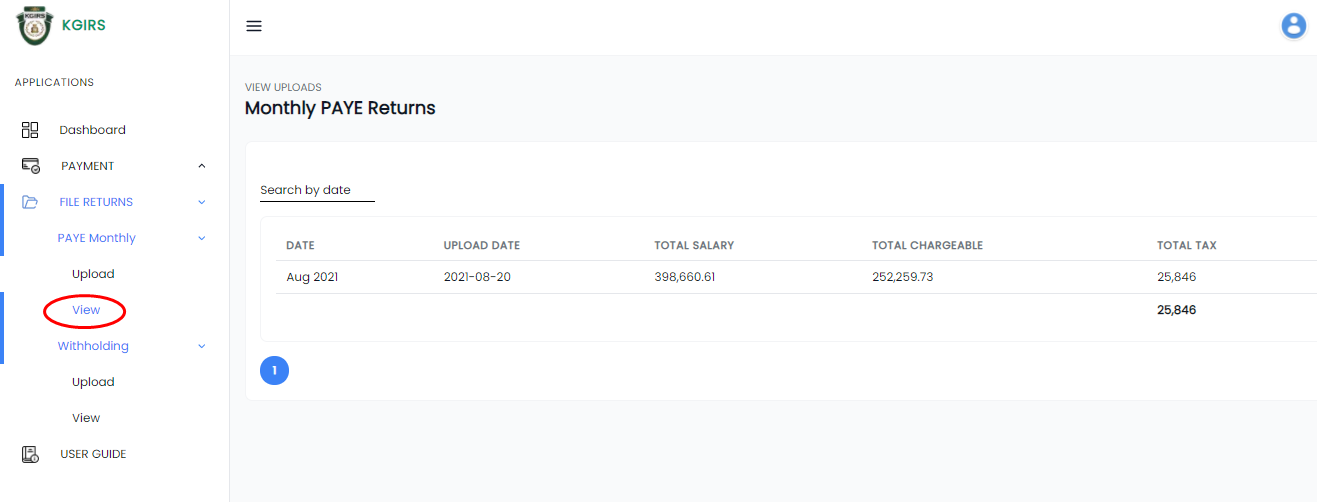 KGIRS
APPLICATIONS
Dashboard
PAYMENT
FILE RETURNS
PAYE Monthly
Upload
View
Withholding
Upload
View
USER GUIDE
VIEW UPLOADS
Monthly PAYE Returns
Search by date
DATE UPLOAD DATE TOTAL SALARY TOTAL CHARGEABLE TOTAL TAX
Aug 2021 2021-08-20 398,660.61 252,259.73 25,846
25,846
1